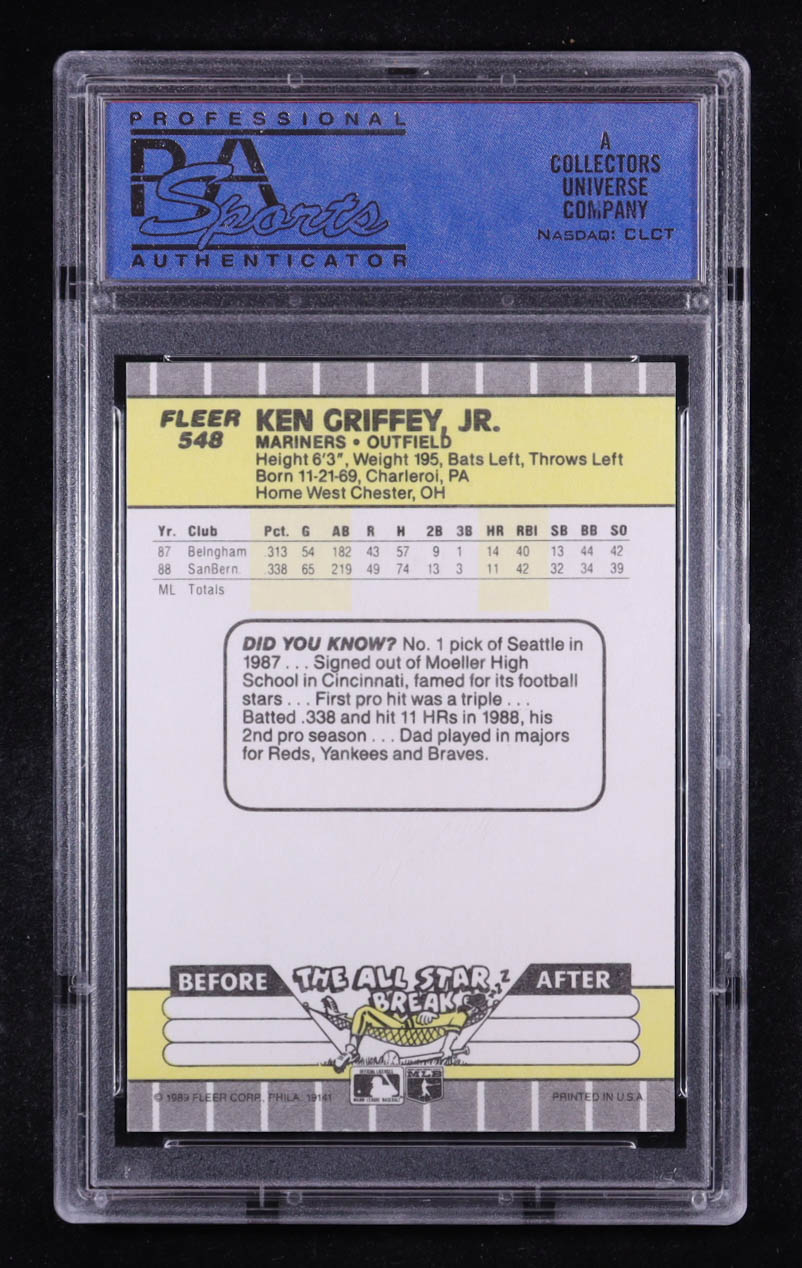 PROFESSIONAL
PSA
Sports
AUTHENTICATOR
A
COLLECTORS
UNIVERSE
COMPANY
NASDAQ: CLCT
FLEER
548
KEN GRIFFEY, JR.
MARINERS • OUTFIELD
Height 6'3", Weight 195, Bats Left, Throws Left
Born 11-21-69, Charleroi, PA
Home West Chester, OH
Yr. Club Pct. G AB R H 2B 3B HR RBI SB BB SO
87 Belngham .313 54 182 43 57 9 1 14 40 13 44 42
88 SanBern. .338 65 219 49 74 13 3 11 42 32 34 39
ML Totals
DID YOU KNOW? No. 1 pick of Seattle in
1987 . . . Signed out of Moeller High
School in Cincinnati, famed for its football
stars . . . First pro hit was a triple . . .
Batted .338 and hit 11 HRs in 1988, his
2nd pro season . . . Dad played in majors
for Reds, Yankees and Braves.
BEFORE THE ALL STAR BREAK AFTER
Z Z Z
© 1989 FLEER CORP., PHILA. 19141
MLB
PRINTED IN U.S.A.